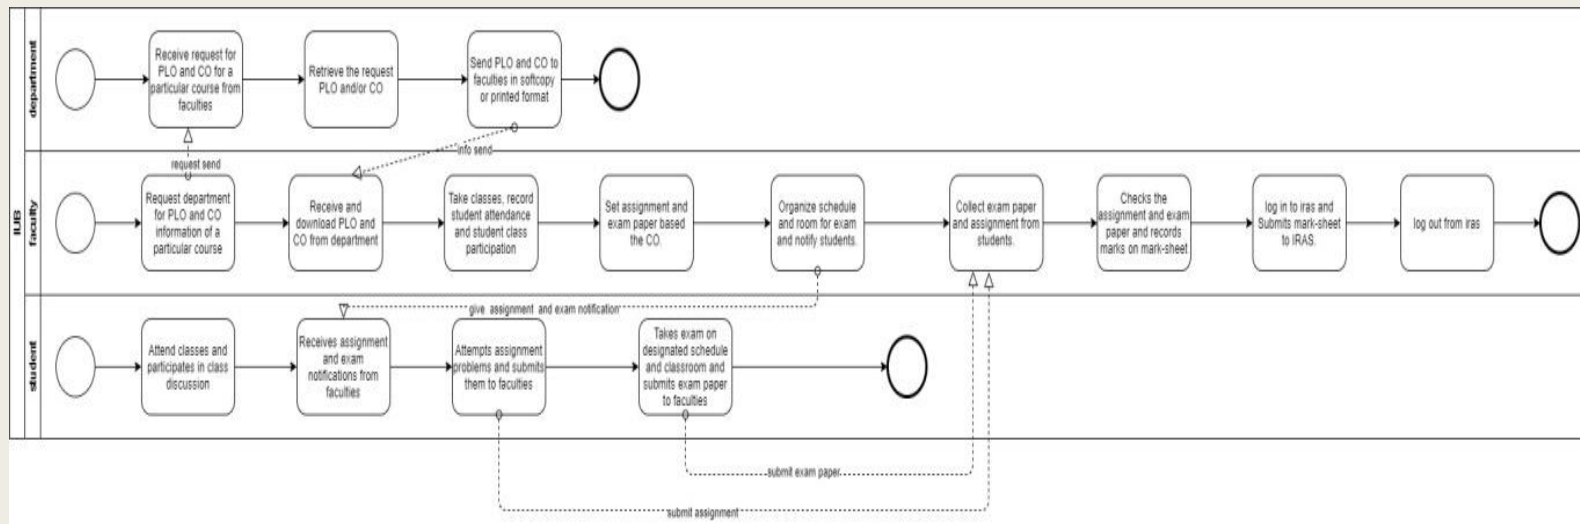 IUB
department
Receive request for
PLO and CO for a
particular course from
faculties
Retrieve the request
PLO and/or CO
Send PLO and CO to
faculties in softcopy
or printed format
request send
info send
faculty
Request department
for PLO and CO
information of a
particular course
Receive and
download PLO and
CO from department
Take classes, record
student attendance
and student class
participation
Set assignment and
exam paper based
the CO.
Organize schedule
and room for exam
and notify students.
Collect exam paper
and assignment from
students.
Checks the
assignment and exam
paper and records
marks on mark-sheet
log in to iras and
Submits mark-sheet
to IRAS.
log out from iras
give assignment and exam notification
student
Attend classes and
participates in class
discussion
Receives assignment
and exam
notifications from
faculties
Attempts assignment
problems and submits
them to faculties
Takes exam on
designated schedule
and classroom and
submits exam paper
to faculties
submit exam paper
submit assignment